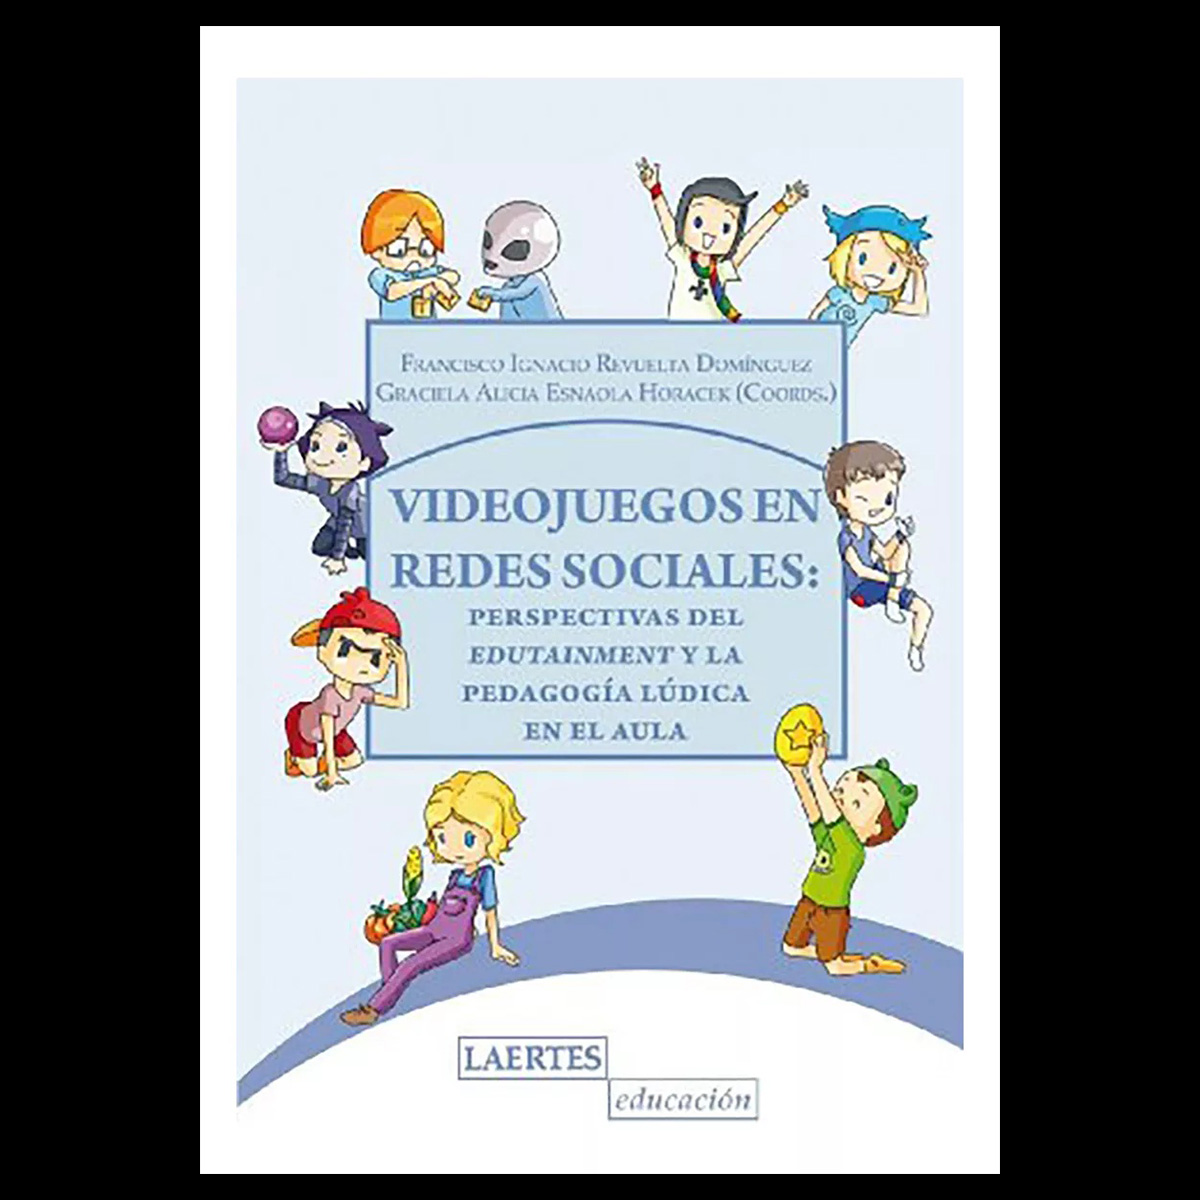 FRANCISCO IGNACIO REVUELTA DOMÍNGUEZ
GRACIELA ALICIA ESNAOLA HORACEK (COORDS.)
VIDEOJUEGOS EN
REDES SOCIALES:
PERSPECTIVAS DEL
EDUTAINMENT Y LA
PEDAGOGÍA LÚDICA
EN EL AULA
LAERTES
educación